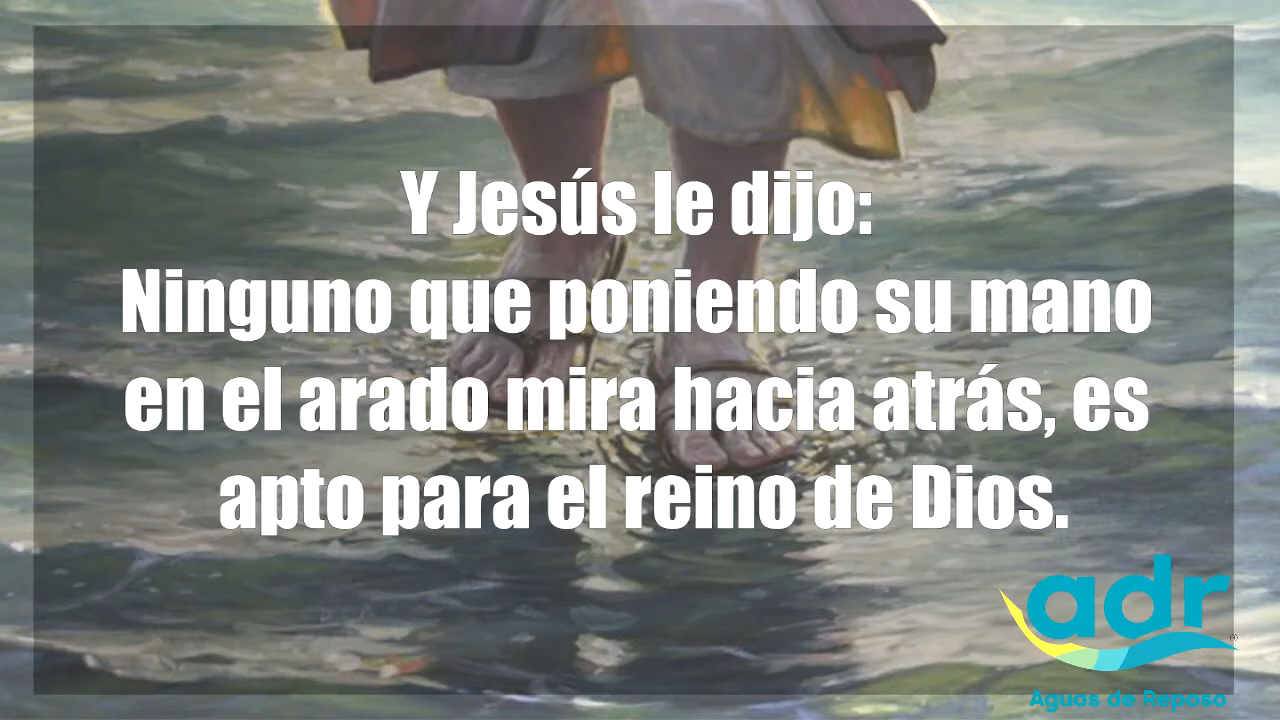 Y Jesús le dijo:
Ninguno que poniendo su mano
en el arado mira hacia atrás, es
apto para el reino de Dios.
adr
®
Aguas de Reposo